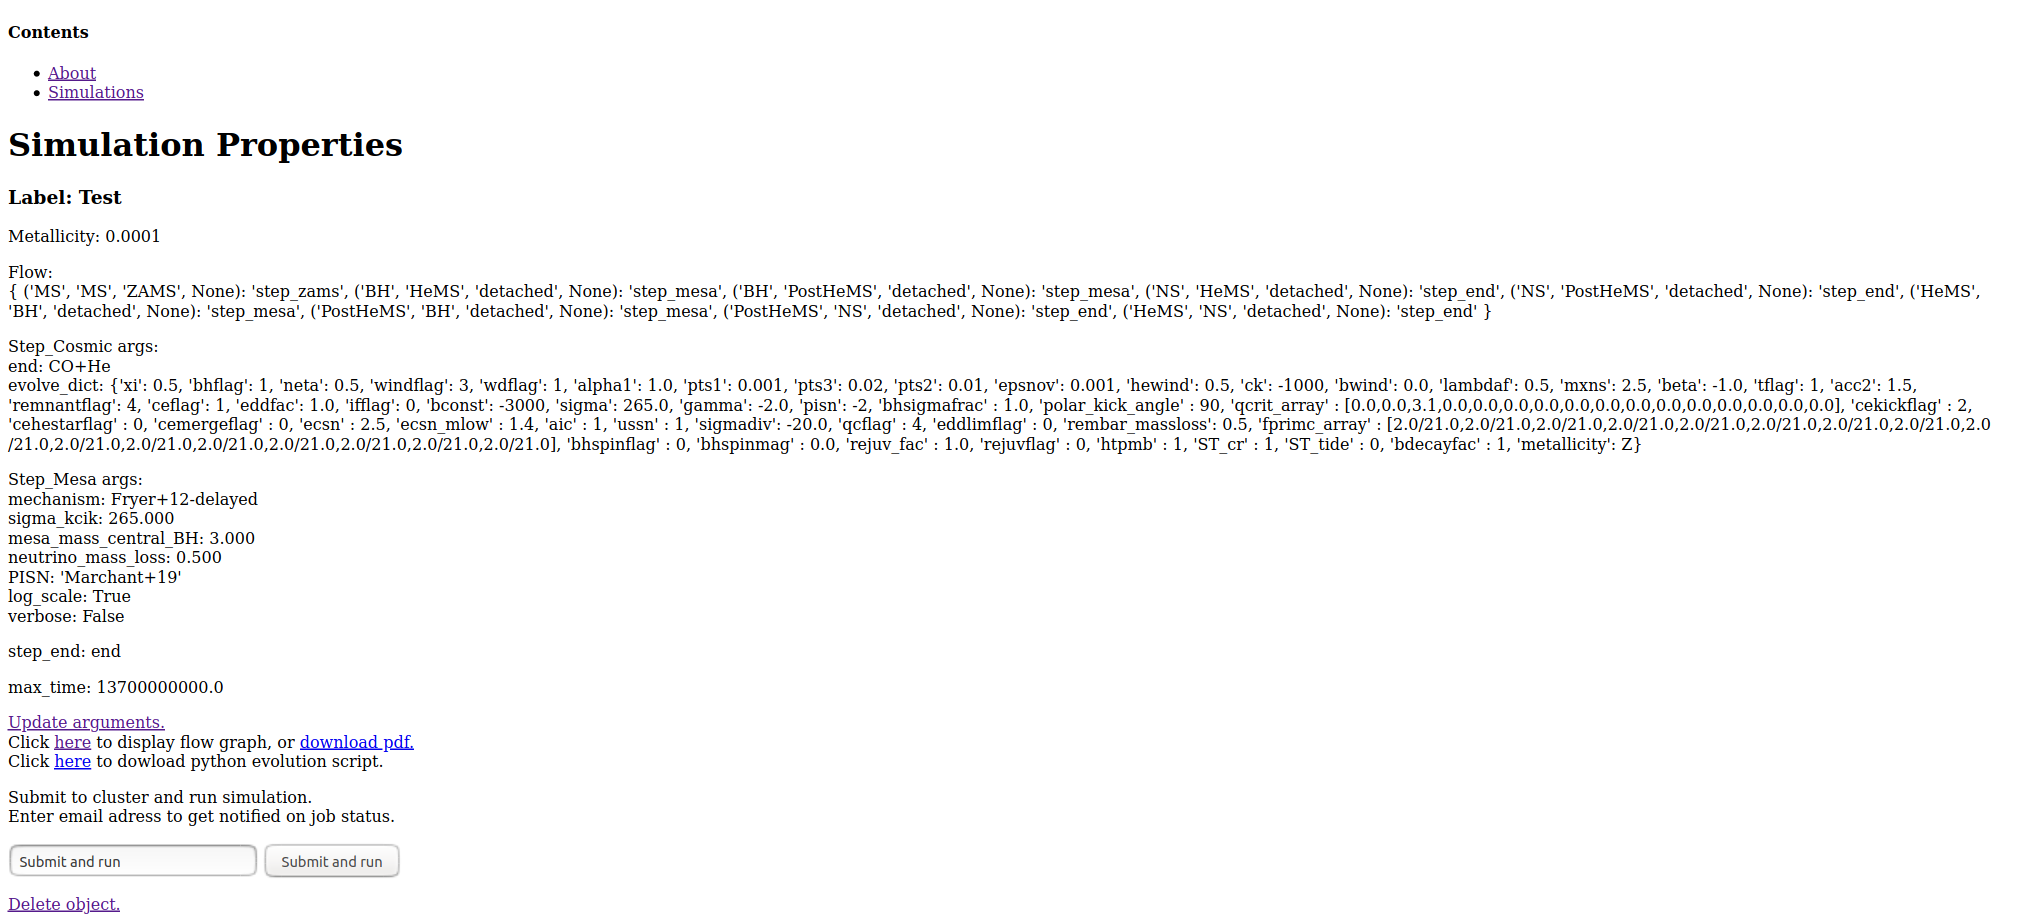 Contents
About
Simulations
Simulation Properties
Label: Test
Metallicity: 0.0001
Flow:
{ ('MS', 'MS', 'ZAMS', None): 'step_zams', ('BH', 'HeMS', 'detached', None): 'step_mesa', ('BH', 'PostHeMS', 'detached', None): 'step_mesa', ('NS', 'HeMS', 'detached', None): 'step_end', ('NS', 'PostHeMS', 'detached', None): 'step_end', ('HeMS',
'BH', 'detached', None): 'step_mesa', ('PostHeMS', 'BH', 'detached', None): 'step_mesa', ('PostHeMS', 'NS', 'detached', None): 'step_end', ('HeMS', 'NS', 'detached', None): 'step_end' }
Step_Cosmic args:
end: CO+He
evolve_dict: {'xi': 0.5, 'bhflag': 1, 'neta': 0.5, 'windflag': 3, 'wdflag': 1, 'alpha1': 1.0, 'pts1': 0.001, 'pts3': 0.02, 'pts2': 0.01, 'epsnov': 0.001, 'hewind': 0.5, 'ck': -1000, 'bwind': 0.0, 'lambdaf': 0.5, 'mxns': 2.5, 'beta': -1.0, 'tflag': 1, 'acc2': 1.5,
'remnantflag': 4, 'ceflag': 1, 'eddfac': 1.0, 'ifflag': 0, 'bconst': -3000, 'sigma': 265.0, 'gamma': -2.0, 'pisn': -2, 'bhsigmafrac' : 1.0, 'polar_kick_angle' : 90, 'qcrit_array' : [0.0,0.0,3.1,0.0,0.0,0.0,0.0,0.0,0.0,0.0,0.0,0.0,0.0,0.0,0.0,0.0], 'cekickflag' : 2,
'cehestarflag' : 0, 'cemergeflag' : 0, 'ecsn' : 2.5, 'ecsn_mlow' : 1.4, 'aic' : 1, 'ussn' : 1, 'sigmadiv': -20.0, 'qcflag' : 4, 'eddlimflag' : 0, 'rembar_massloss': 0.5, 'fprimc_array' : [2.0/21.0,2.0/21.0,2.0/21.0,2.0/21.0,2.0/21.0,2.0/21.0,2.0/21.0,2.0/21.0,2.0
/21.0,2.0/21.0,2.0/21.0,2.0/21.0,2.0/21.0,2.0/21.0,2.0/21.0,2.0/21.0], 'bhspinflag' : 0, 'bhspinmag' : 0.0, 'rejuv_fac' : 1.0, 'rejuvflag' : 0, 'htpmb' : 1, 'ST_cr' : 1, 'ST_tide' : 0, 'bdecayfac' : 1, 'metallicity': Z}
Step_Mesa args:
mechanism: Fryer+12-delayed
sigma_kcik: 265.000
mesa_mass_central_BH: 3.000
neutrino_mass_loss: 0.500
PISN: 'Marchant+19'
log_scale: True
verbose: False
step_end: end
max_time: 13700000000.0
Update arguments.
Click here to display flow graph, or download pdf.
Click here to dowload python evolution script.
Submit to cluster and run simulation.
Enter email adress to get notified on job status.
Submit and run Submit and run
Delete object.